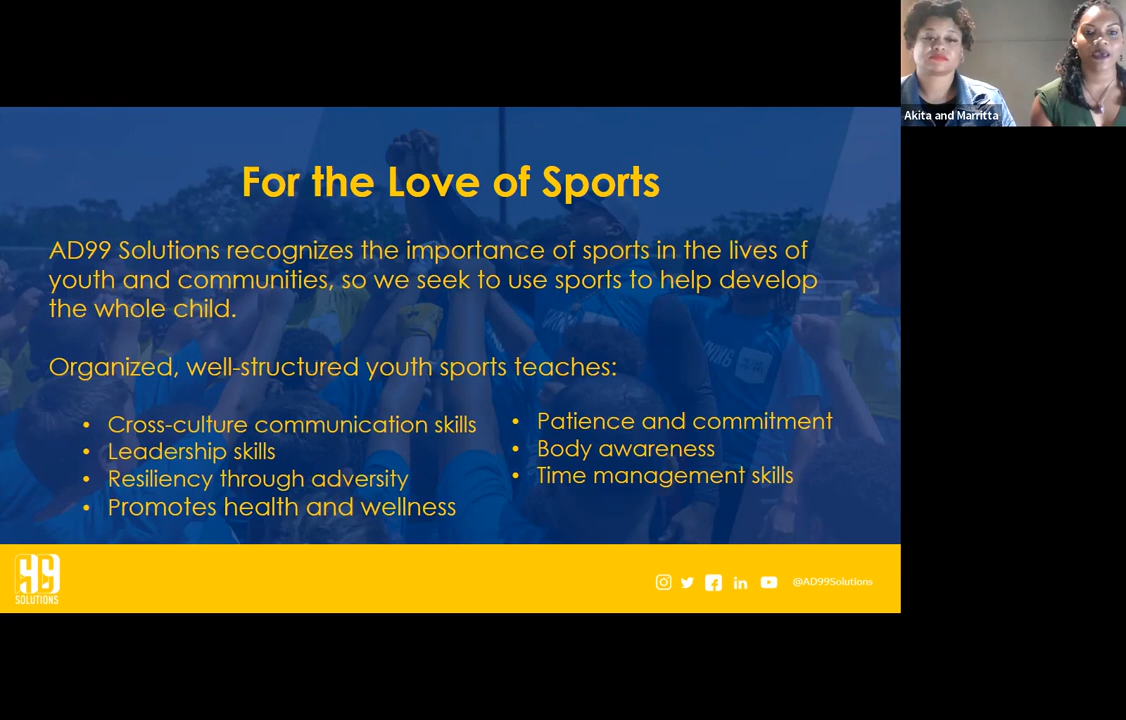 Akita and Marritta
For the Love of Sports
AD99 Solutions recognizes the importance of sports in the lives of
youth and communities, so we seek to use sports to help develop
the whole child.
Organized, well-structured youth sports teaches:
• Cross-culture communication skills
• Leadership skills
• Resiliency through adversity
• Promotes health and wellness
• Patience and commitment
• Body awareness
• Time management skills
99
SOLUTIONS
@AD99Solutions